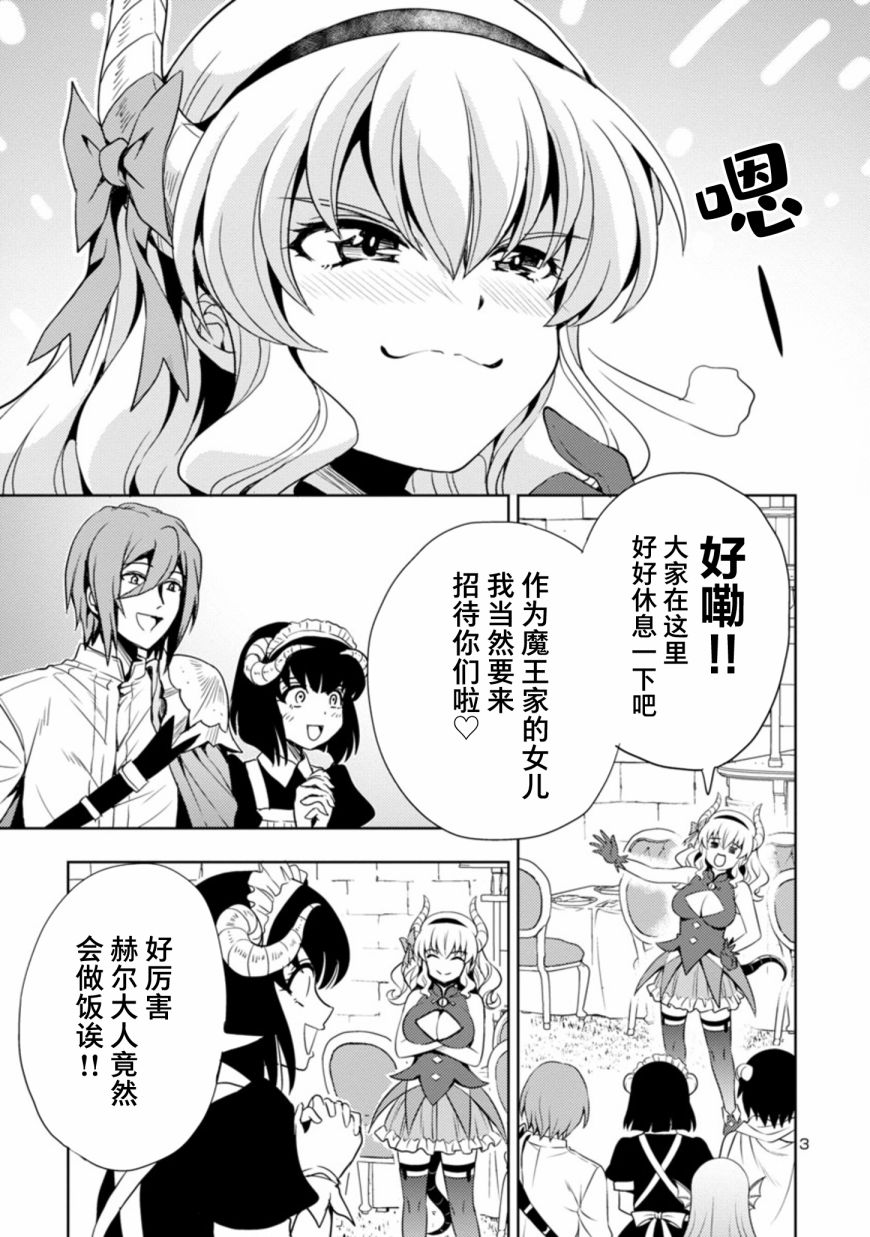 嗯
好嘞!!
大家在这里
好好休息一下吧
作为魔王家的女儿
我当然要来
招待你们啦♡
好厉害
赫尔大人竟然
会做饭诶!!
3